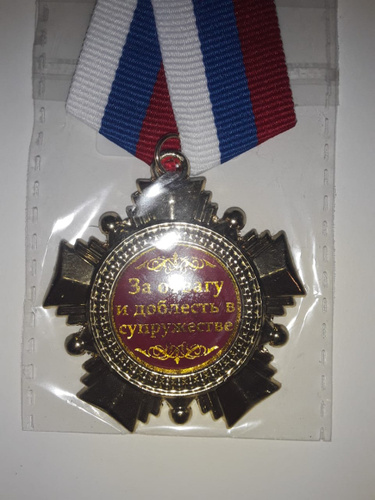 За отвагу
и доблесть в
супружестве